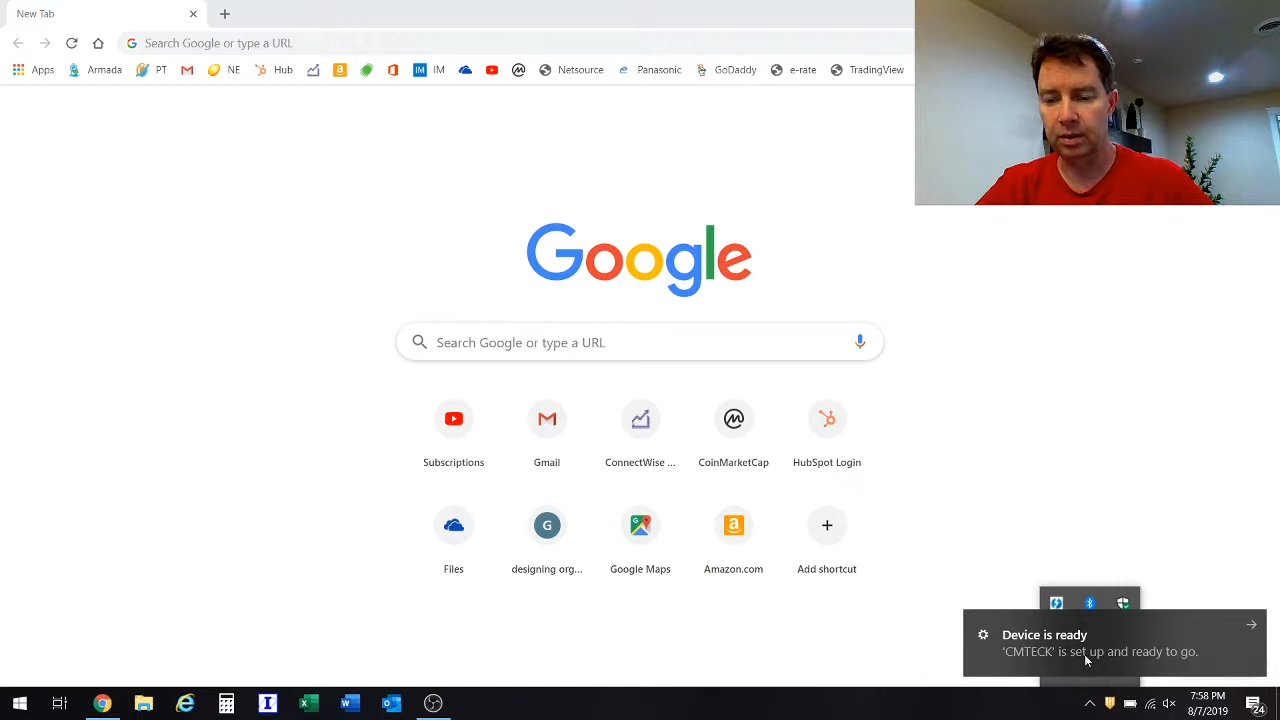 New Tab
Search Google or type a URL
Apps Armada PT NE Hub IM IM Netsource Panasonic GoDaddy e-rate TradingView
Google
Search Google or type a URL
Subscriptions Gmail ConnectWise ... CoinMarketCap HubSpot Login
G
Files designing org... Google Maps Amazon.com Add shortcut
Device is ready
'CMTECK' is set up and ready to go.
7:58 PM
8/7/2019
24